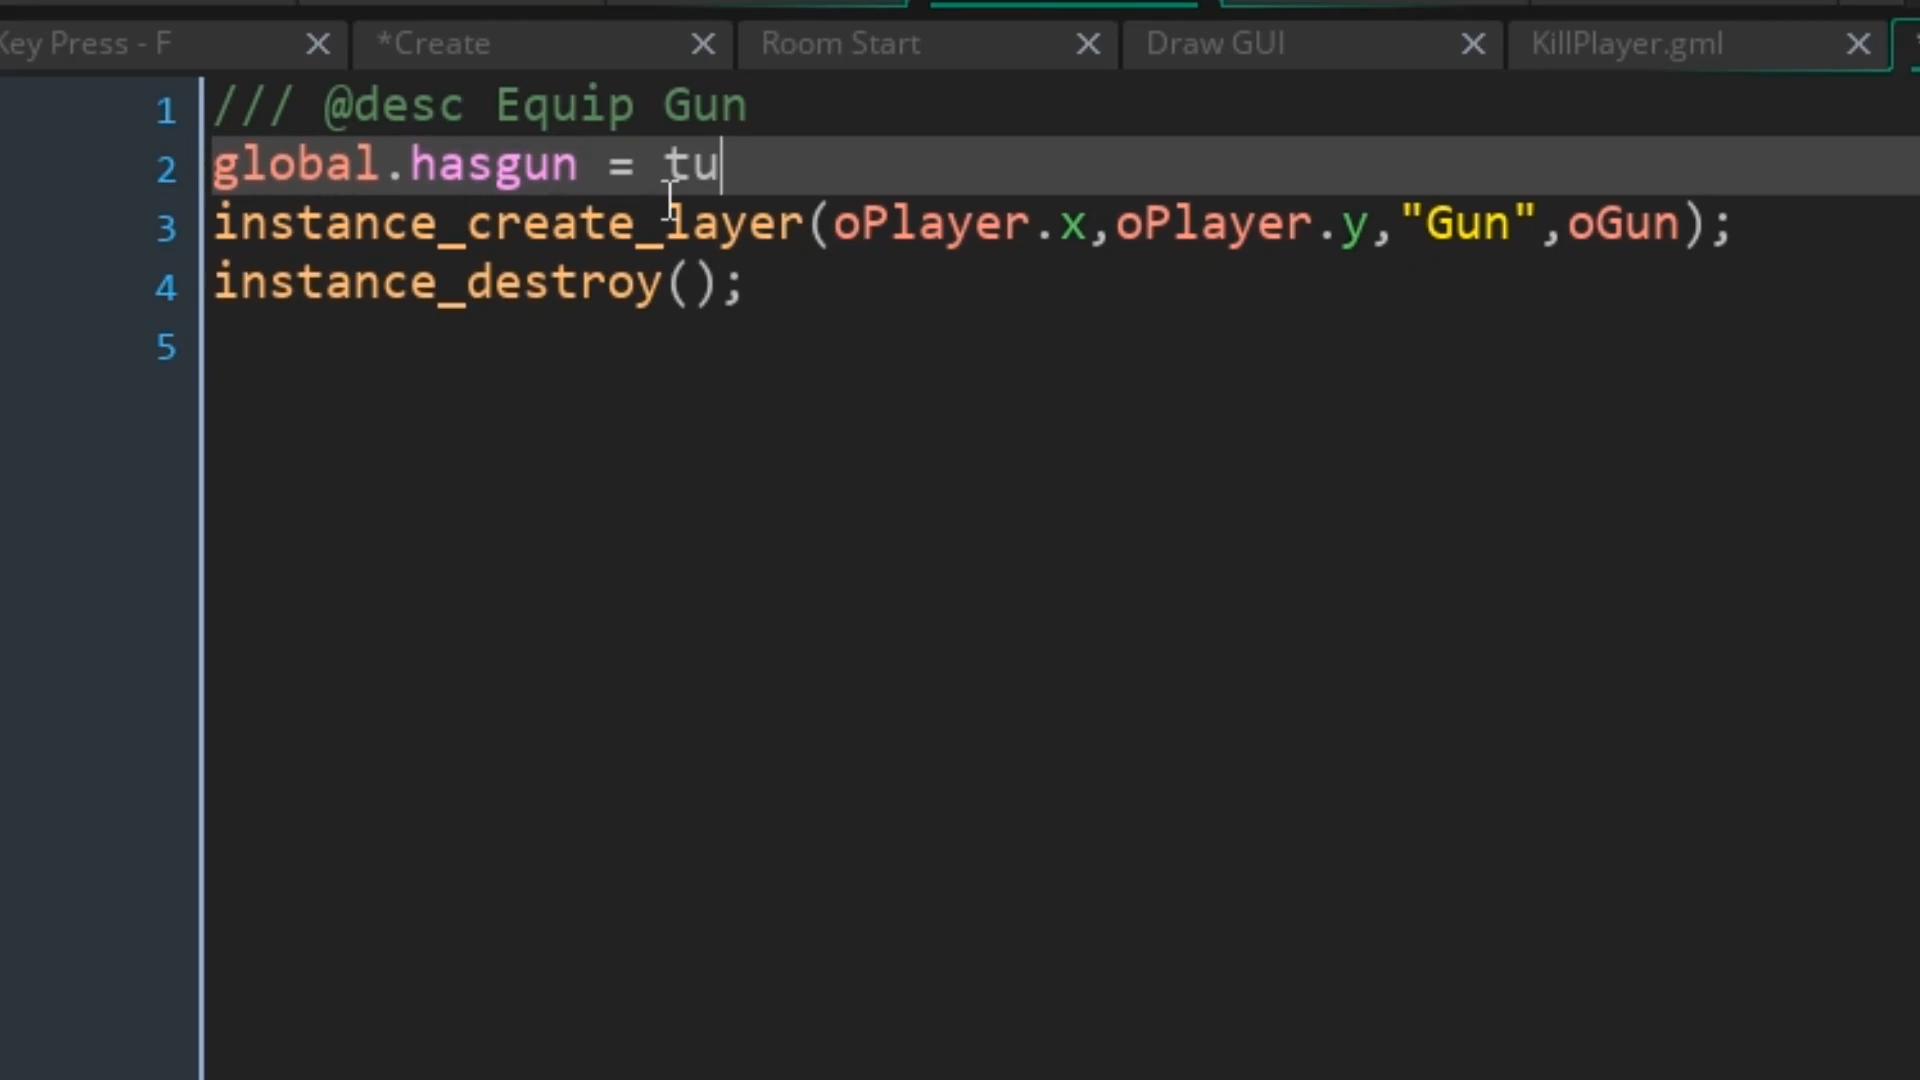 Key Press - F
*Create
Room Start
Draw GUI
KillPlayer.gml
1 /// @desc Equip Gun
2 global.hasgun = tu
3 instance_create_layer(oPlayer.x,oPlayer.y,"Gun",oGun);
4 instance_destroy();
5